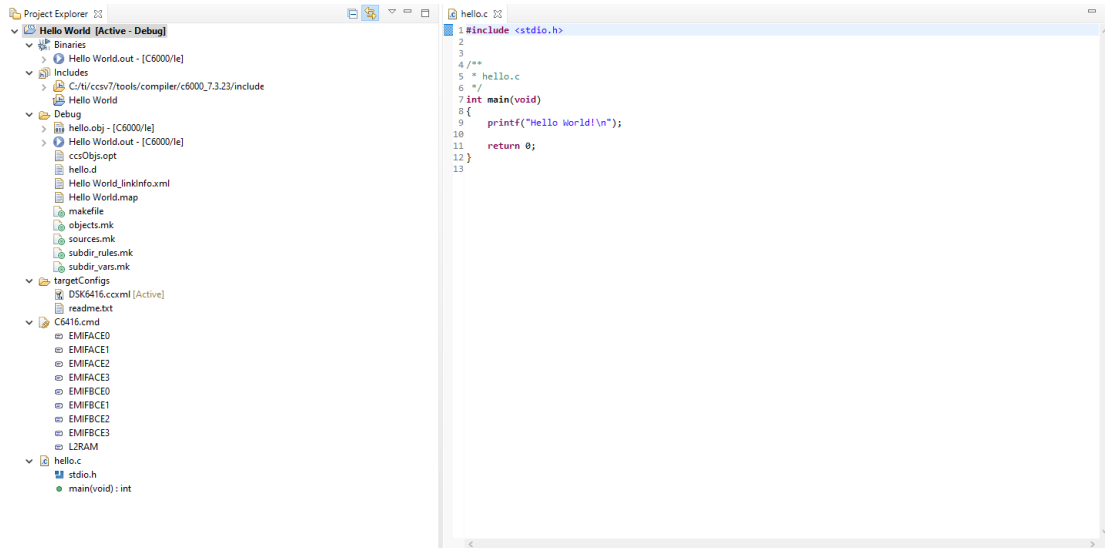 Project Explorer
Hello World [Active - Debug]
Binaries
Hello World.out - [C6000/le]
Includes
C:/ti/ccsv7/tools/compiler/c6000_7.3.23/include
Hello World
Debug
hello.obj - [C6000/le]
Hello World.out - [C6000/le]
ccsObjs.opt
hello.d
Hello World_linkInfo.xml
Hello World.map
makefile
objects.mk
sources.mk
subdir_rules.mk
subdir_vars.mk
targetConfigs
DSK6416.ccxml [Active]
readme.txt
C6416.cmd
EMIFACE0
EMIFACE1
EMIFACE2
EMIFACE3
EMIFBCE0
EMIFBCE1
EMIFBCE2
EMIFBCE3
L2RAM
hello.c
stdio.h
main(void) : int
hello.c
1 #include <stdio.h>
2
3
4 /**
5 * hello.c
6 */
7 int main(void)
8 {
9 printf("Hello World!\n");
10
11 return 0;
12 }
13